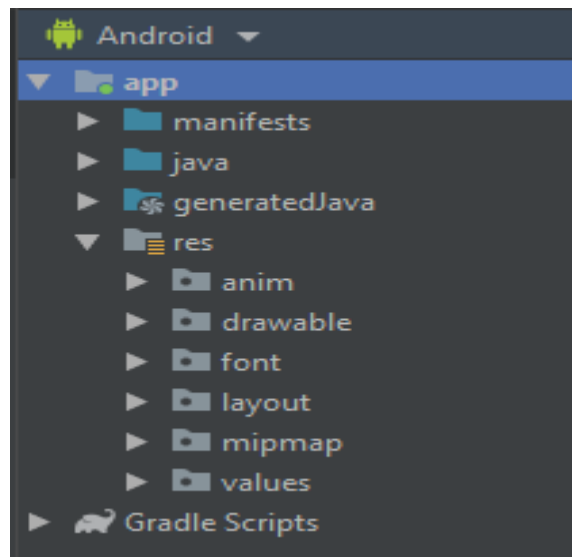 Android
app
manifests
java
generatedJava
res
anim
drawable
font
layout
mipmap
values
Gradle Scripts